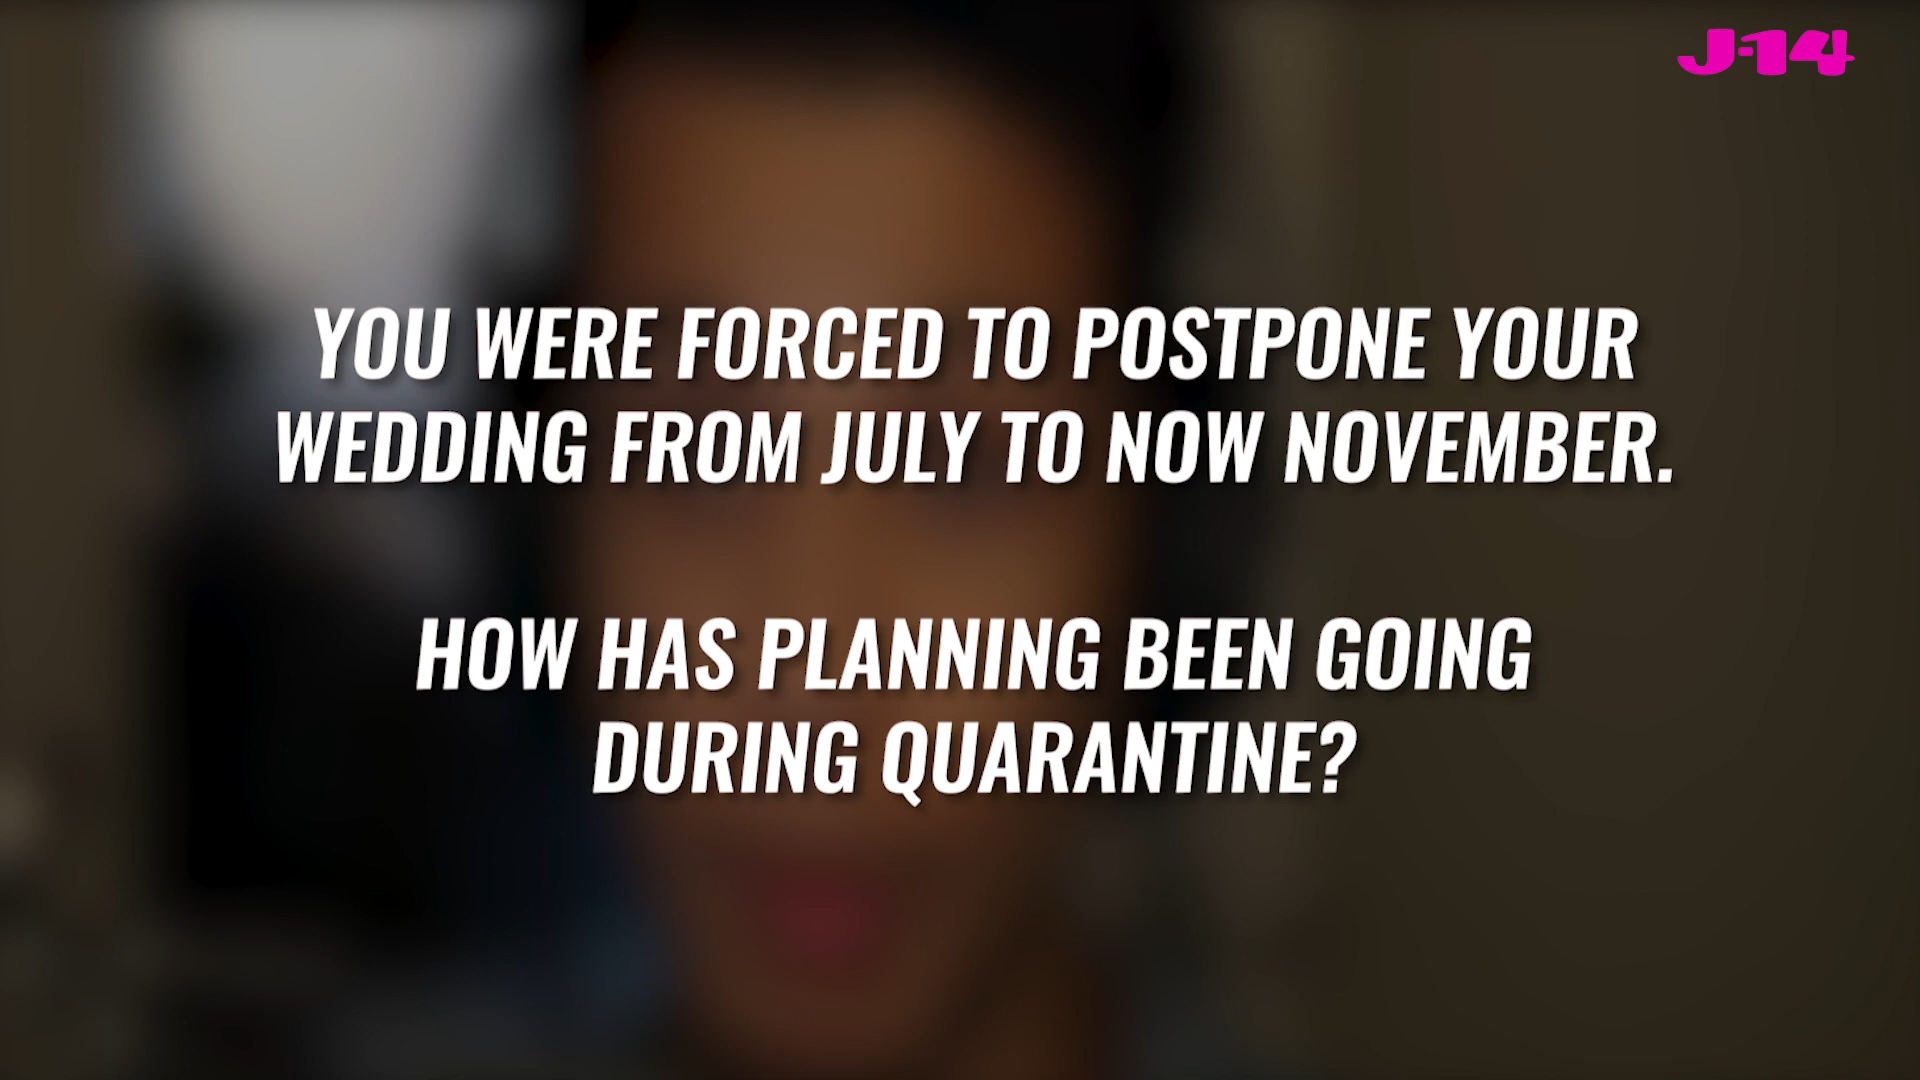 J-14
YOU WERE FORCED TO POSTPONE YOUR
WEDDING FROM JULY TO NOW NOVEMBER.
HOW HAS PLANNING BEEN GOING
DURING QUARANTINE?